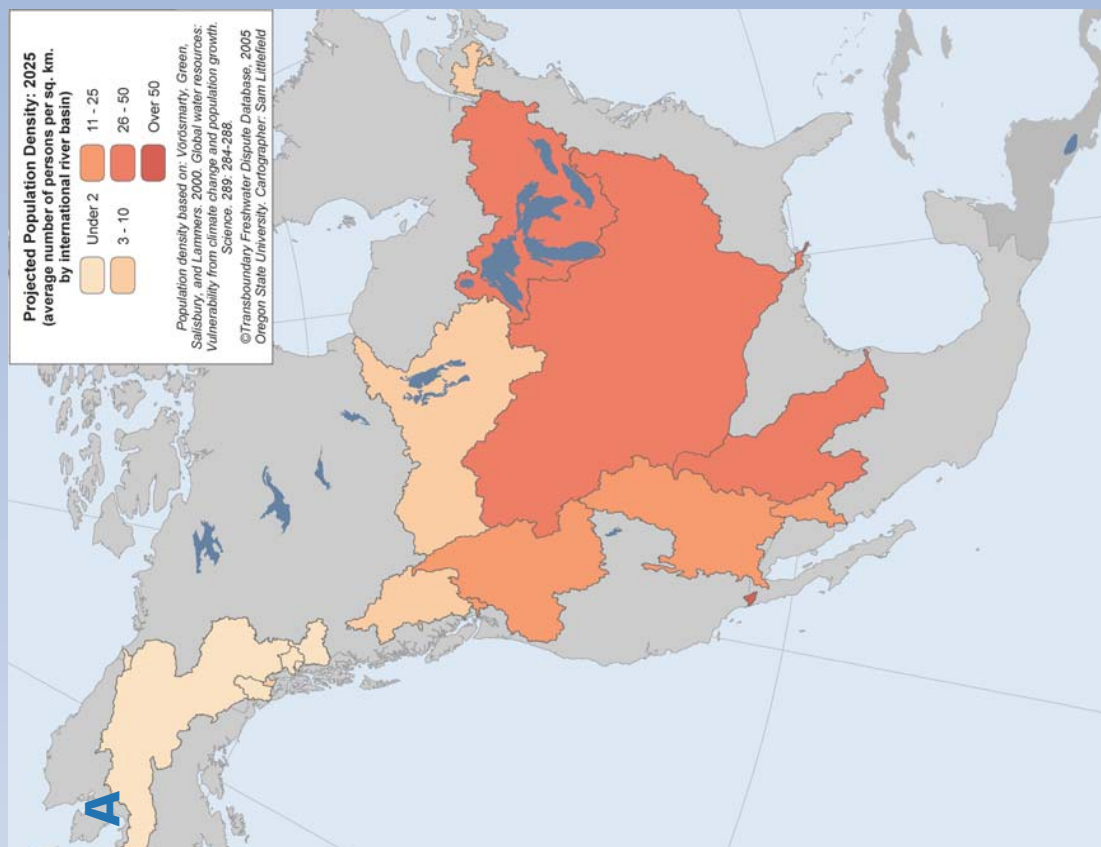 Projected Population Density: 2025
(average number of persons per sq. km.
by international river basin)
Under 2
3 - 10
11 - 25
26 - 50
Over 50
Population density based on: Vörösmarty, Green,
Salisbury, and Lammers. 2000. Global water resources:
Vulnerability from climate change and population growth.
Science. 289: 284-288.
©Transboundary Freshwater Dispute Database, 2005
Oregon State University. Cartographer: Sam Littlefield
A